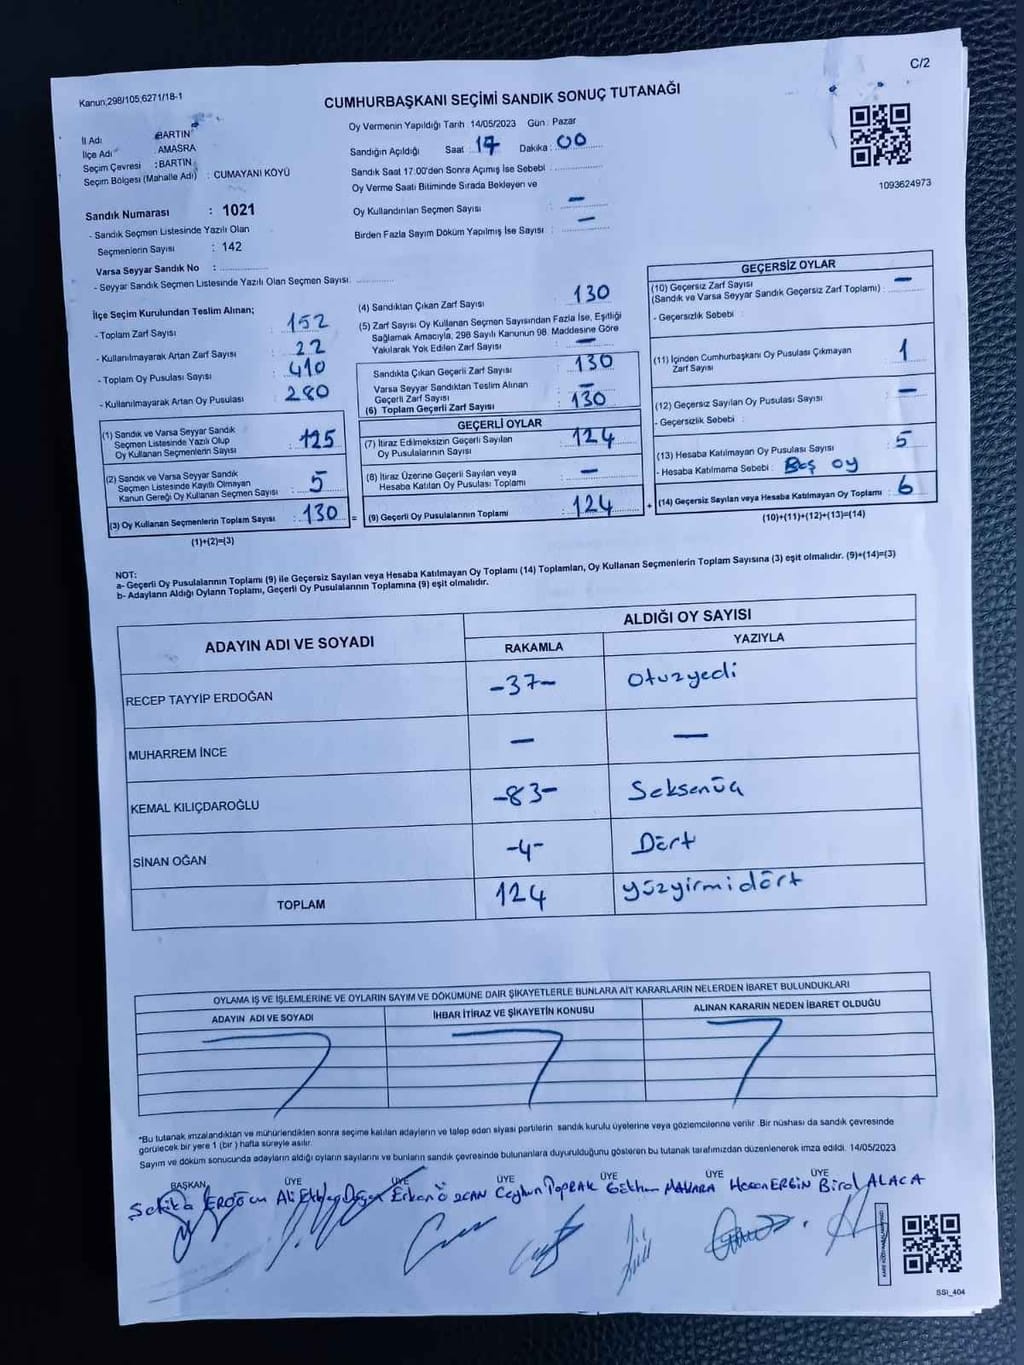 C/2
Kanun,298/105,6271/18-1
CUMHURBAŞKANI SEÇİMİ SANDIK SONUÇ TUTANAĞI
İl Adı : BARTIN
İlçe Adı : AMASRA
Seçim Çevresi : BARTIN
Seçim Bölgesi (Mahalle Adı) : CUMAYANI KÖYÜ
Sandık Numarası : 1021
- Sandık Seçmen Listesinde Yazılı Olan
Seçmenlerin Sayısı : 142
Varsa Seyyar Sandık No :
- Seyyar Sandık Seçmen Listesinde Yazılı Olan Seçmen Sayısı
Oy Vermenin Yapıldığı Tarih : 14/05/2023 Gün : Pazar
Sandığın Açıldığı Saat : 17 Dakika : 00
Sandık Saat 17:00'den Sonra Açımış İse Sebebi :
Oy Verme Saati Bitiminde Sırada Bekleyen ve
Oy Kullandırılan Seçmen Sayısı : —
Birden Fazla Sayım Döküm Yapılmış İse Sayısı : —
1093624973
İlçe Seçim Kurulundan Teslim Alınan;
- Toplam Zarf Sayısı : 152
- Kullanılmayarak Artan Zarf Sayısı : 22
- Toplam Oy Pusulası Sayısı : 410
- Kullanılmayarak Artan Oy Pusulası : 280
(1) Sandık ve Varsa Seyyar Sandık
Seçmen Listesinde Yazılı Olup
Oy Kullanan Seçmenlerin Sayısı : 125
(2) Sandık ve Varsa Seyyar Sandık
Seçmen Listesinde Kayıtlı Olmayan
Kanun Gereği Oy Kullanan Seçmen Sayısı : 5
(3) Oy Kullanan Seçmenlerin Toplam Sayısı : 130 =
(1)+(2)=(3)
(4) Sandıktan Çıkan Zarf Sayısı : 130
(5) Zarf Sayısı Oy Kullanan Seçmen Sayısından Fazla İse, Eşitliği
Sağlamak Amacıyla, 298 Sayılı Kanunun 98. Maddesine Göre
Yakılarak Yok Edilen Zarf Sayısı : —
Sandıkta Çıkan Geçerli Zarf Sayısı : 130
Varsa Seyyar Sandıktan Teslim Alınan
Geçerli Zarf Sayısı : —
(6) Toplam Geçerli Zarf Sayısı : 130
GEÇERLİ OYLAR
(7) İtiraz Edilmeksizin Geçerli Sayılan
Oy Pusulalarının Sayısı : 124
(8) İtiraz Üzerine Geçerli Sayılan veya
Hesaba Katılan Oy Pusulası Toplamı : —
(9) Geçerli Oy Pusulalarının Toplamı : 124 +
GEÇERSİZ OYLAR
(10) Geçersiz Zarf Sayısı
(Sandık ve Varsa Seyyar Sandık Geçersiz Zarf Toplamı) : —
- Geçersizlik Sebebi :
(11) İçinden Cumhurbaşkanı Oy Pusulası Çıkmayan
Zarf Sayısı : 1
(12) Geçersiz Sayılan Oy Pusulası Sayısı : —
- Geçersizlik Sebebi :
(13) Hesaba Katılmayan Oy Pusulası Sayısı : 5
- Hesaba Katılmama Sebebi : Boş oy
(14) Geçersiz Sayılan veya Hesaba Katılmayan Oy Toplamı : 6
(10)+(11)+(12)+(13)=(14)
NOT:
a- Geçerli Oy Pusulalarının Toplamı (9) ile Geçersiz Sayılan veya Hesaba Katılmayan Oy Toplamı (14) Toplamları, Oy Kullanan Seçmenlerin Toplam Sayısına (3) eşit olmalıdır. (9)+(14)=(3)
b- Adayların Aldığı Oyların Toplamı, Geçerli Oy Pusulalarının Toplamına (9) eşit olmalıdır.
ADAYIN ADI VE SOYADI
ALDIĞI OY SAYISI
RAKAMLA YAZIYLA
RECEP TAYYİP ERDOĞAN -37- Otuzyedi
MUHARREM İNCE — —
KEMAL KILIÇDAROĞLU -83- Seksenüç
SİNAN OĞAN -4- Dört
TOPLAM 124 yüzyirmidört
OYLAMA İŞ VE İŞLEMLERİNE VE OYLARIN SAYIM VE DÖKÜMÜNE DAİR ŞİKAYETLERLE BUNLARA AİT KARARLARIN NELERDEN İBARET BULUNDUKLARI
ADAYIN ADI VE SOYADI İHBAR İTİRAZ VE ŞİKAYETİN KONUSU ALINAN KARARIN NEDEN İBARET OLDUĞU
*Bu tutanak imzalandıktan ve mühürlendikten sonra seçime katılan adayların ve talep eden siyasi partilerin sandık kurulu üyelerine veya gözlemcilerine verilir .Bir nüshası da sandık çevresinde
görülecek bir yere 1 (bir ) hafta süreyle asılır.
Sayım ve döküm sonucunda adayların aldığı oyların sayılarını ve bunların sandık çevresinde bulunanlara duyurulduğunu gösteren bu tutanak tarafımızdan düzenlenerek imza edildi. 14/05/2023
BAŞKAN ÜYE ÜYE ÜYE ÜYE ÜYE ÜYE
ERDOĞAN Ali Erkan ÖZCAN Ceyhun TOPRAK Gökhan MAKARA Hasan ERGİN Birol ALACA
SSI_404